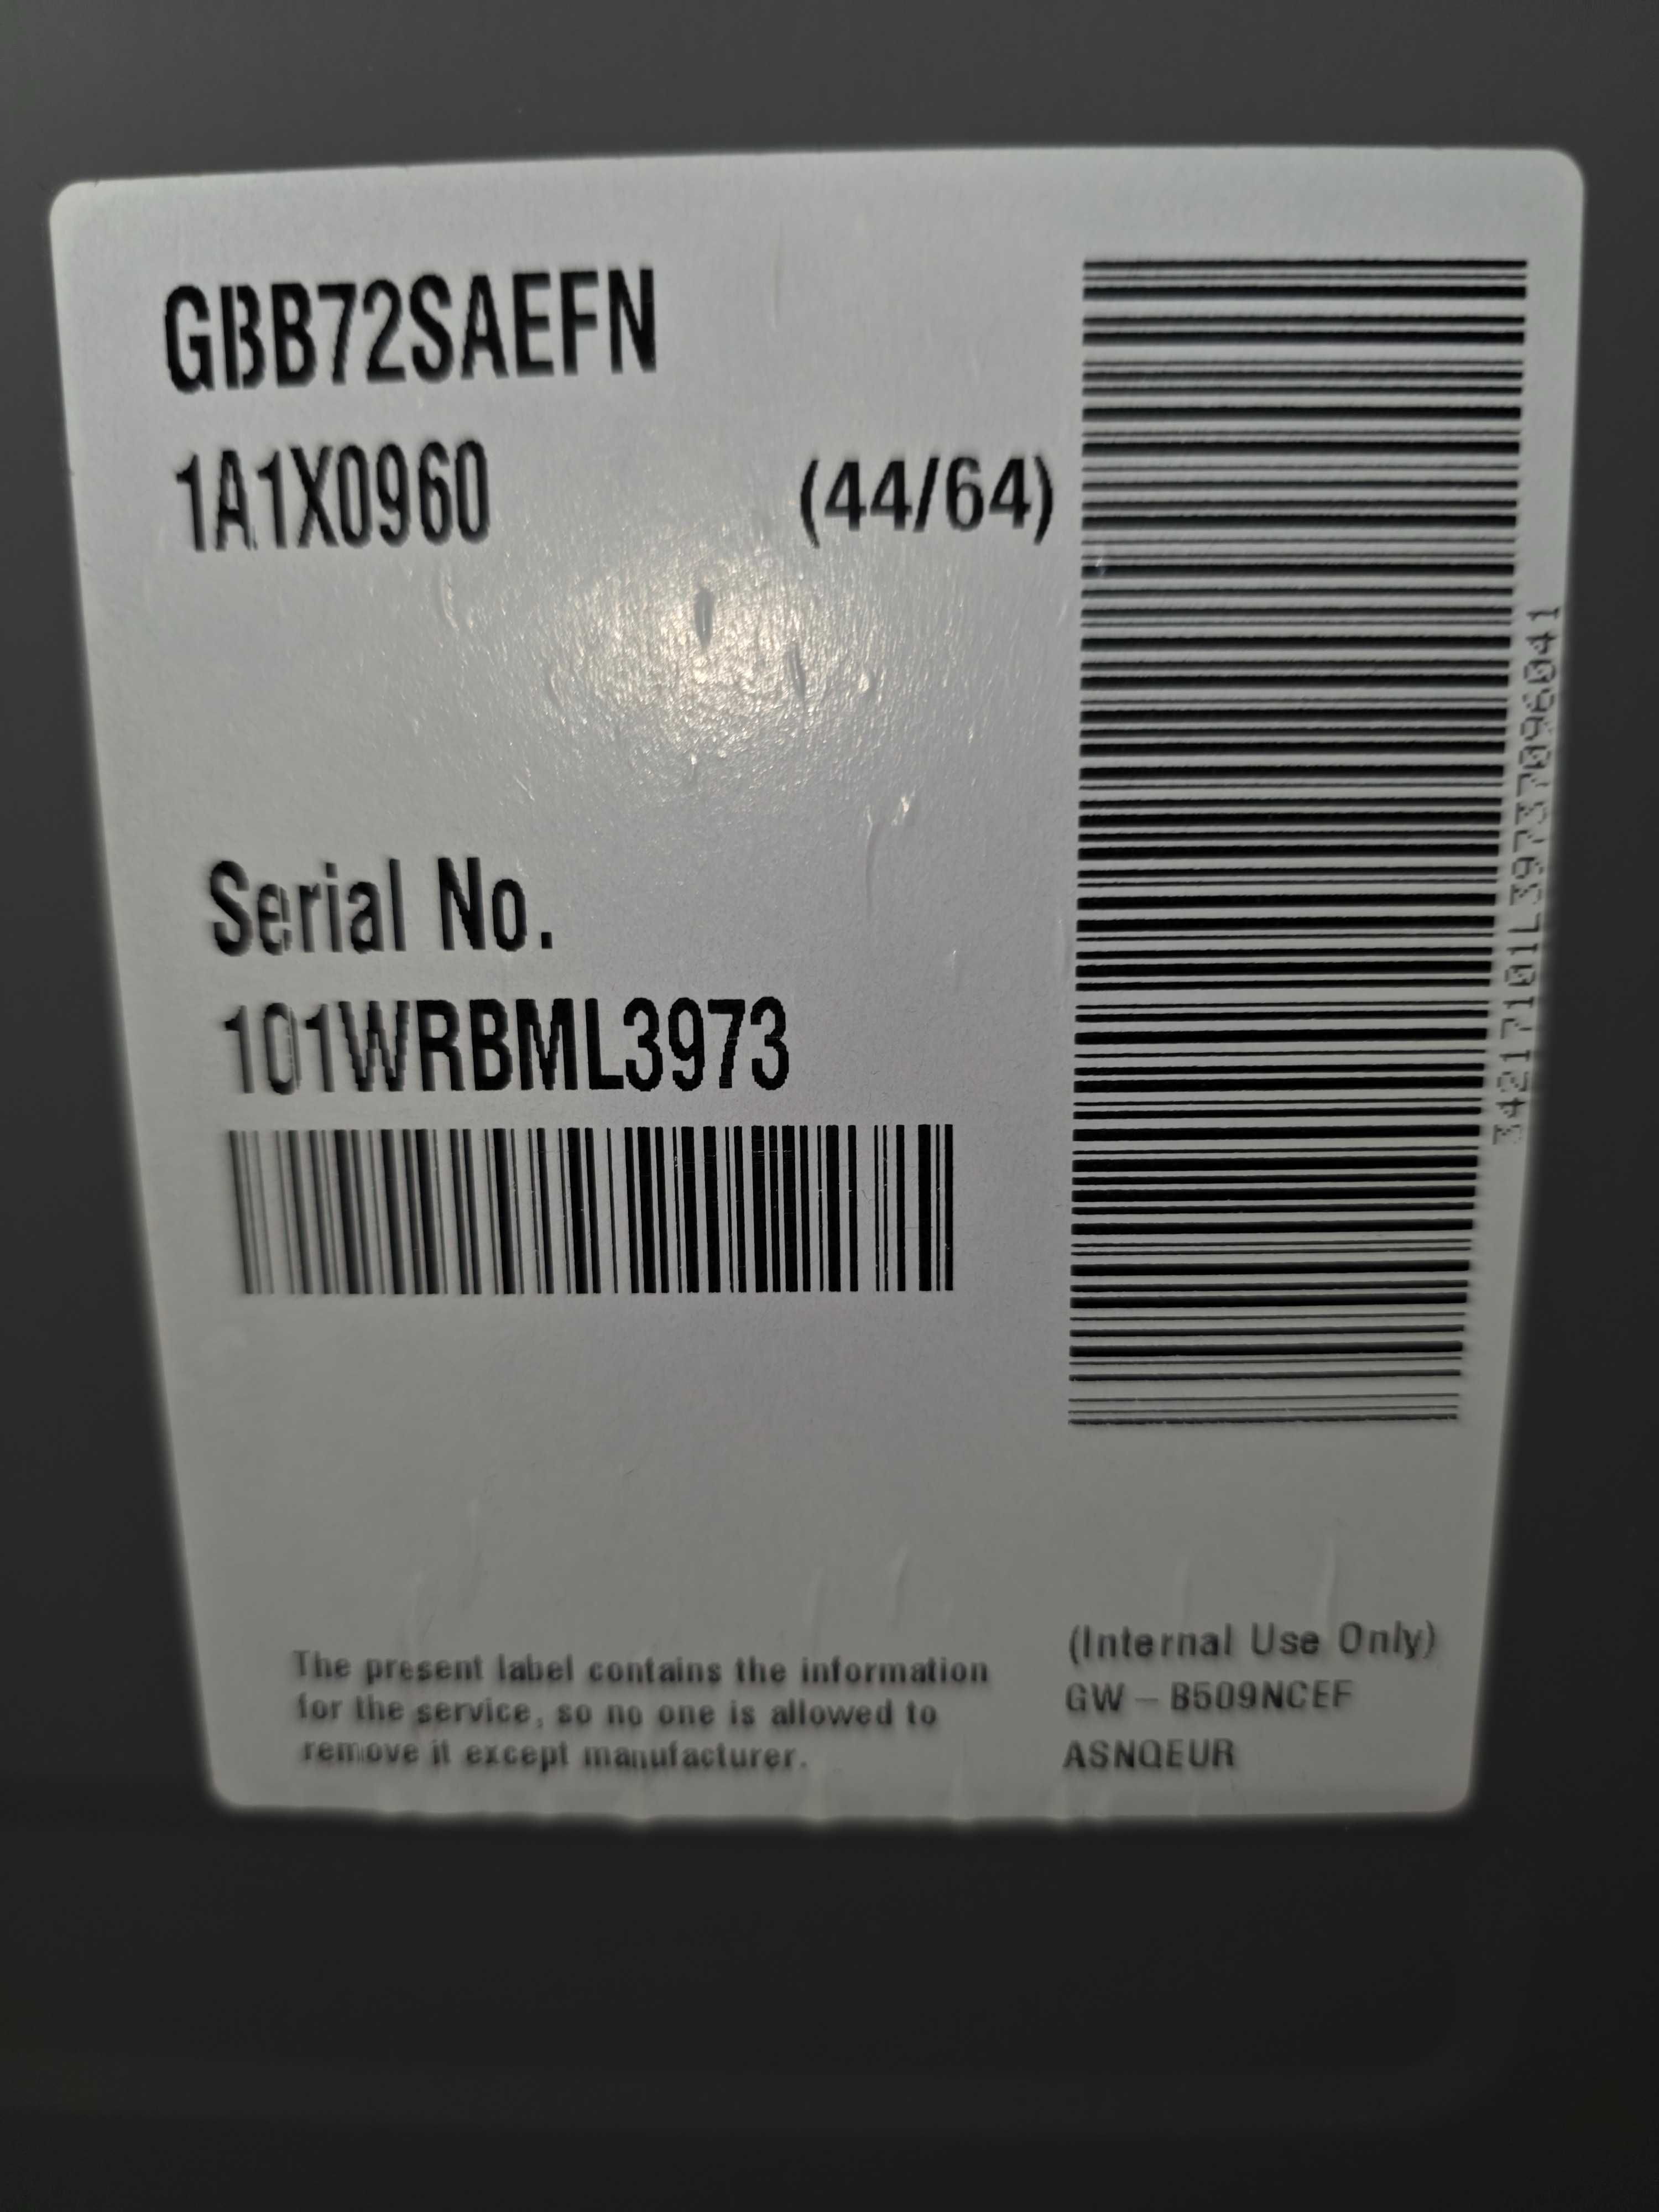 GBB72SAEFN
1A1X0960 (44/64)
Serial No.
101WRBML3973
34217101L39737096041
The present label contains the information
for the service, so no one is allowed to
remove it except manufacturer.
(Internal Use Only)
GW - B509NCEF
ASNQEUR